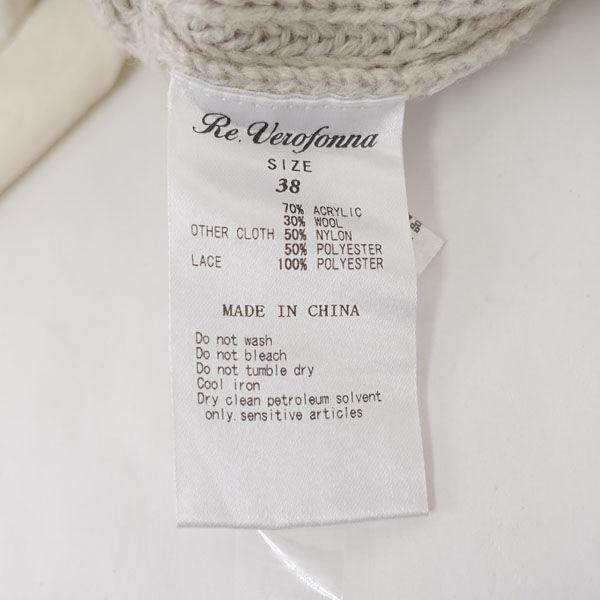 Re. Verofonna
SIZE
38
70% ACRYLIC
30% WOOL
OTHER CLOTH 50% NYLON
50% POLYESTER
LACE 100% POLYESTER
MADE IN CHINA
Do not wash
Do not bleach
Do not tumble dry
Cool iron
Dry clean petroleum solvent
only. sensitive articles